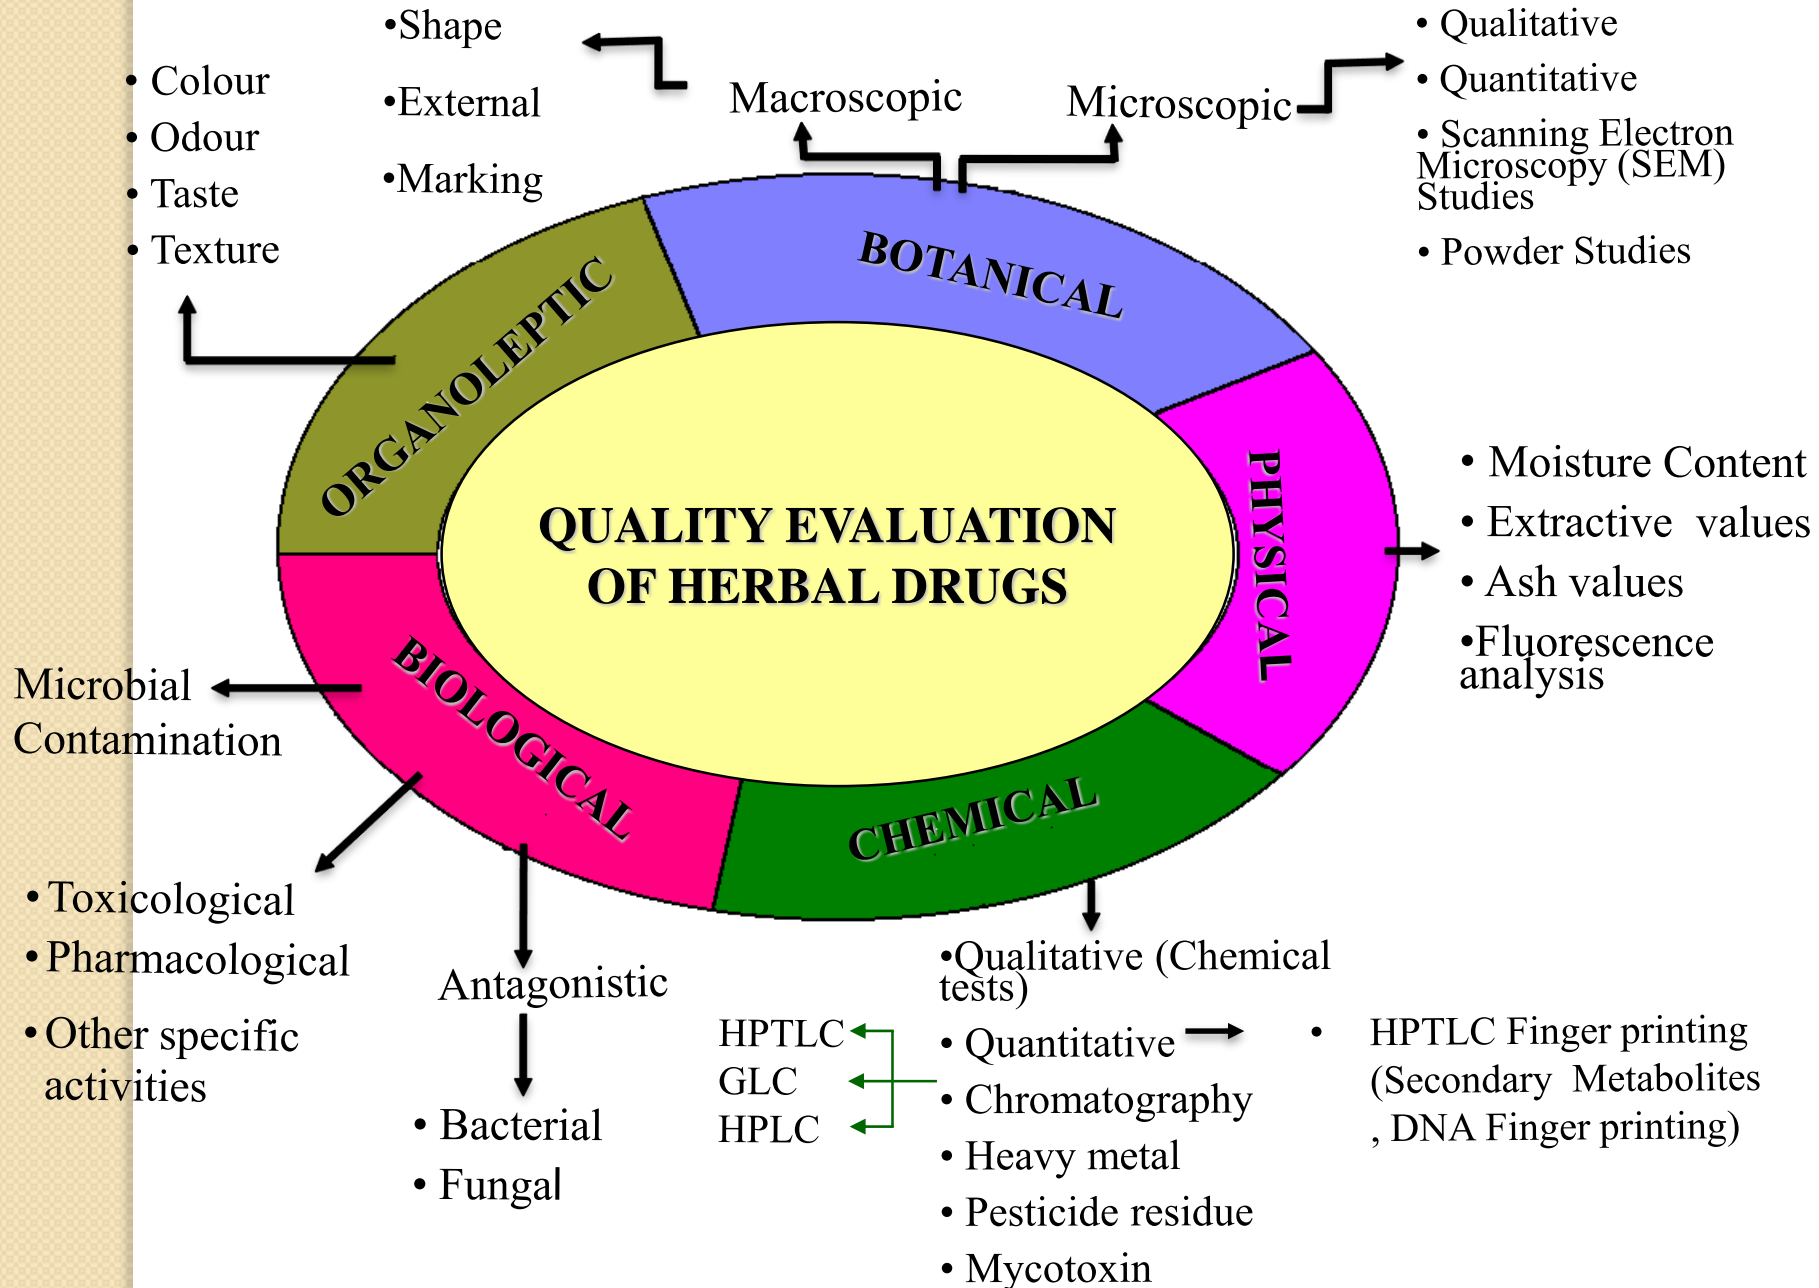 •Shape
•External
•Marking
• Colour
• Odour
• Taste
• Texture
Macroscopic
Microscopic
• Qualitative
• Quantitative
• Scanning Electron
Microscopy (SEM)
Studies
• Powder Studies
ORGANOLEPTIC
BOTANICAL
PHYSICAL
CHEMICAL
BIOLOGICAL
QUALITY EVALUATION
OF HERBAL DRUGS
• Moisture Content
• Extractive values
• Ash values
•Fluorescence
analysis
Microbial
Contamination
• Toxicological
• Pharmacological
• Other specific
activities
Antagonistic
• Bacterial
• Fungal
•Qualitative (Chemical
tests)
• Quantitative
• Chromatography
• Heavy metal
• Pesticide residue
• Mycotoxin
HPTLC
GLC
HPLC
• HPTLC Finger printing
(Secondary Metabolites
, DNA Finger printing)